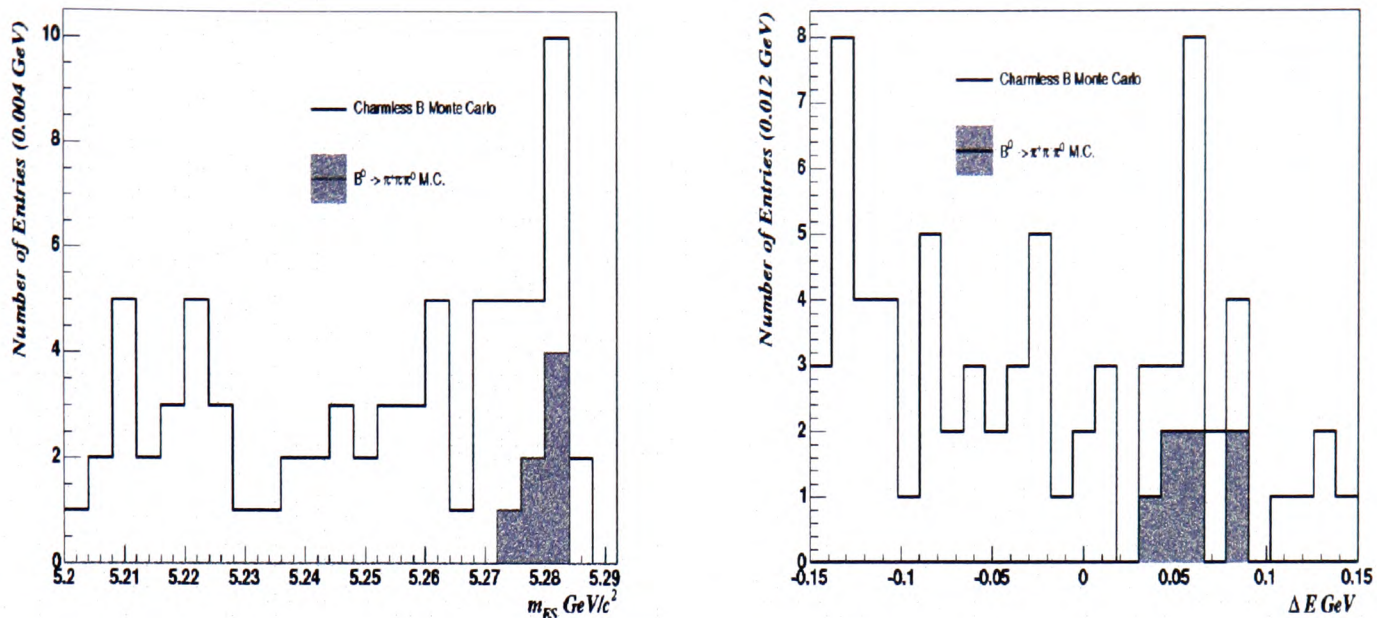 Number of Entries (0.004 GeV)
10
8
6
4
2
0
Charmless B Monte Carlo
B⁰ -> π⁺π⁻π⁰ M.C.
5.2 5.21 5.22 5.23 5.24 5.25 5.26 5.27 5.28 5.29
m_ES GeV/c²
Number of Entries (0.012 GeV)
8
7
6
5
4
3
2
1
0
Charmless B Monte Carlo
B⁰ -> π⁺π⁻π⁰ M.C.
-0.15 -0.1 -0.05 0 0.05 0.1 0.15
Δ E GeV